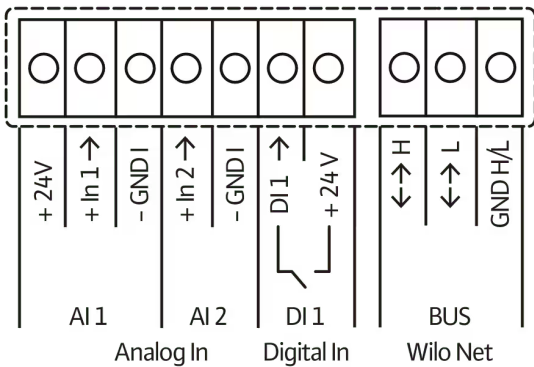 + 24V
+ In 1 →
- GND I
+ In 2 →
- GND I
DI 1 →
+ 24 V
←→ H
←→ L
GND H/L
AI 1
AI 2
DI 1
BUS
Analog In
Digital In
Wilo Net